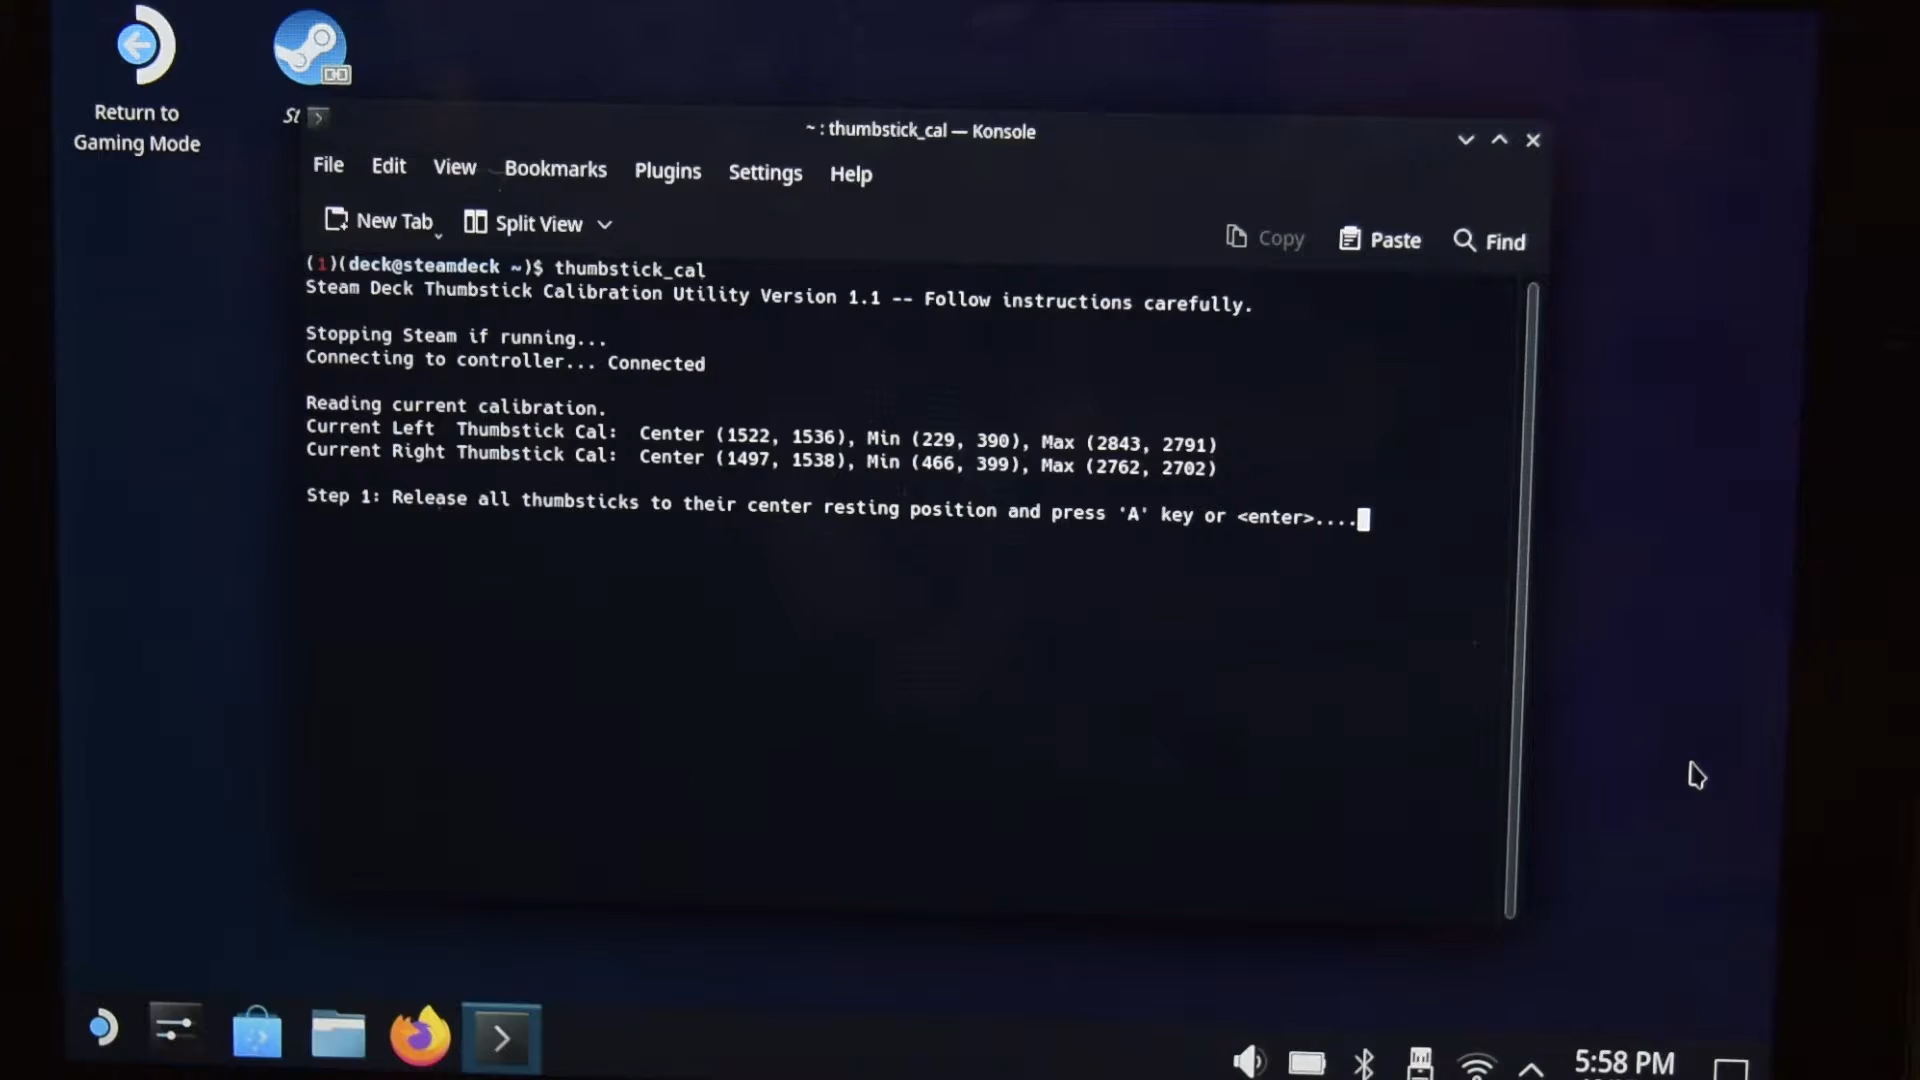 Return to
Gaming Mode
St
~ : thumbstick_cal — Konsole
File Edit View Bookmarks Plugins Settings Help
New Tab Split View Copy Paste Find
(1)(deck@steamdeck ~)$ thumbstick_cal
Steam Deck Thumbstick Calibration Utility Version 1.1 -- Follow instructions carefully.
Stopping Steam if running...
Connecting to controller... Connected
Reading current calibration.
Current Left  Thumbstick Cal:  Center (1522, 1536), Min (229, 390), Max (2843, 2791)
Current Right Thumbstick Cal:  Center (1497, 1538), Min (466, 399), Max (2762, 2702)
Step 1: Release all thumbsticks to their center resting position and press 'A' key or <enter>....
5:58 PM